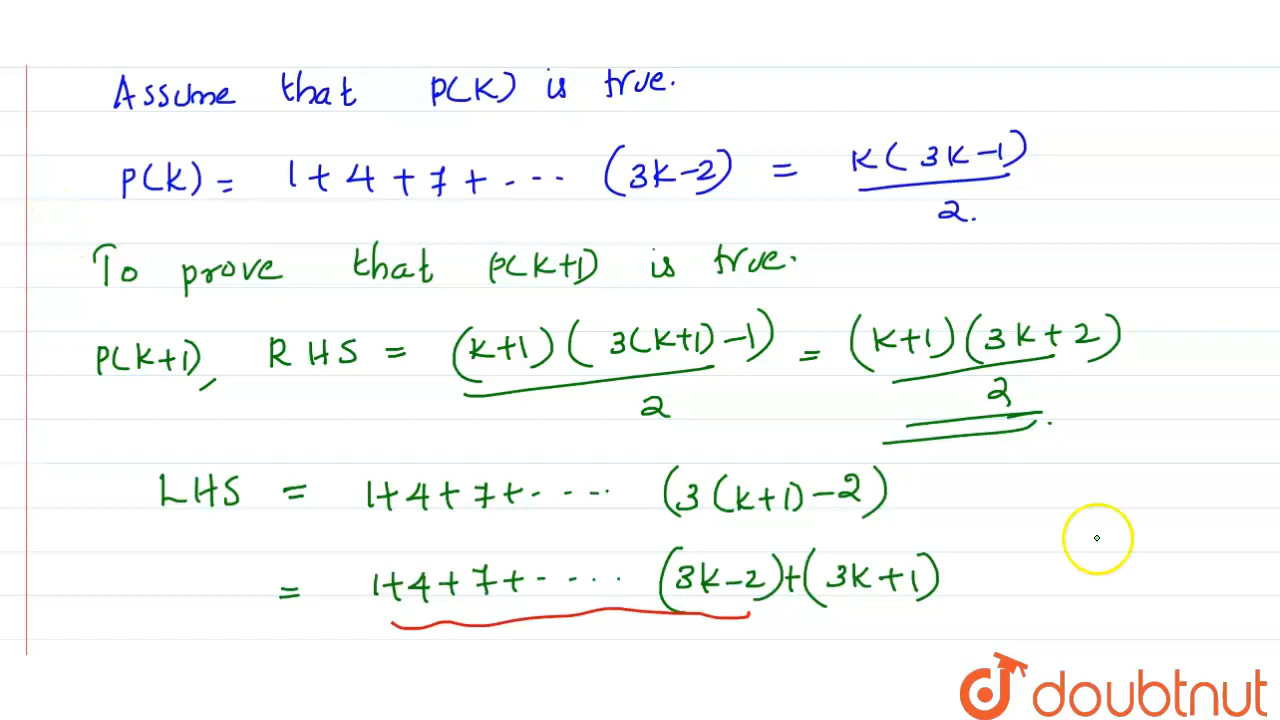 Assume that P(K) is true.
P(K) = 1 + 4 + 7 + - ... (3K-2) = K(3K-1)/2.
To prove that P(K+1) is true.
P(K+1), RHS = (K+1)(3(K+1)-1)/2 = (K+1)(3K+2)/2.
LHS = 1+4+7+ - .... (3(K+1)-2)
= 1+4+7+ - .... (3K-2)+(3K+1)
doubtnut